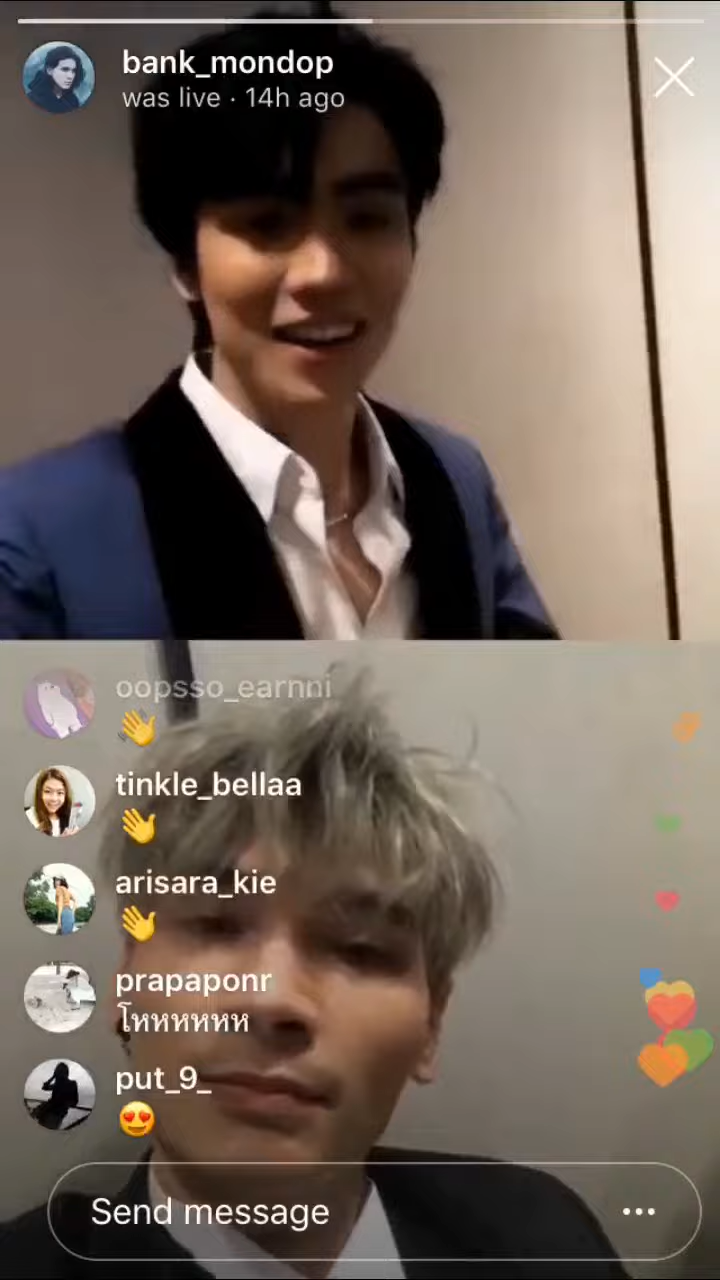 bank_mondop
was live · 14h ago
oopsso_earnni
tinkle_bellaa
arisara_kie
prapaponr
โหหหหหห
put_9_
Send message